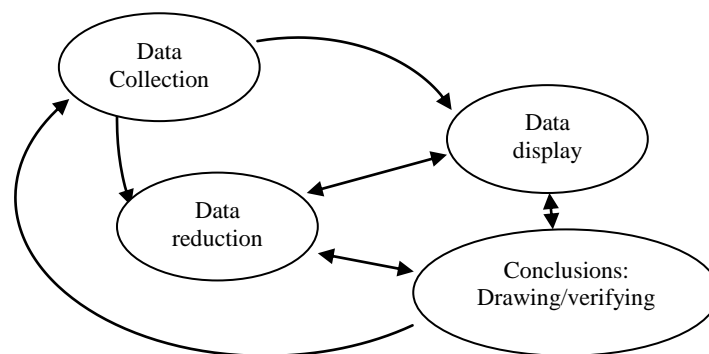 Data
Collection
Data
display
Data
reduction
Conclusions:
Drawing/verifying